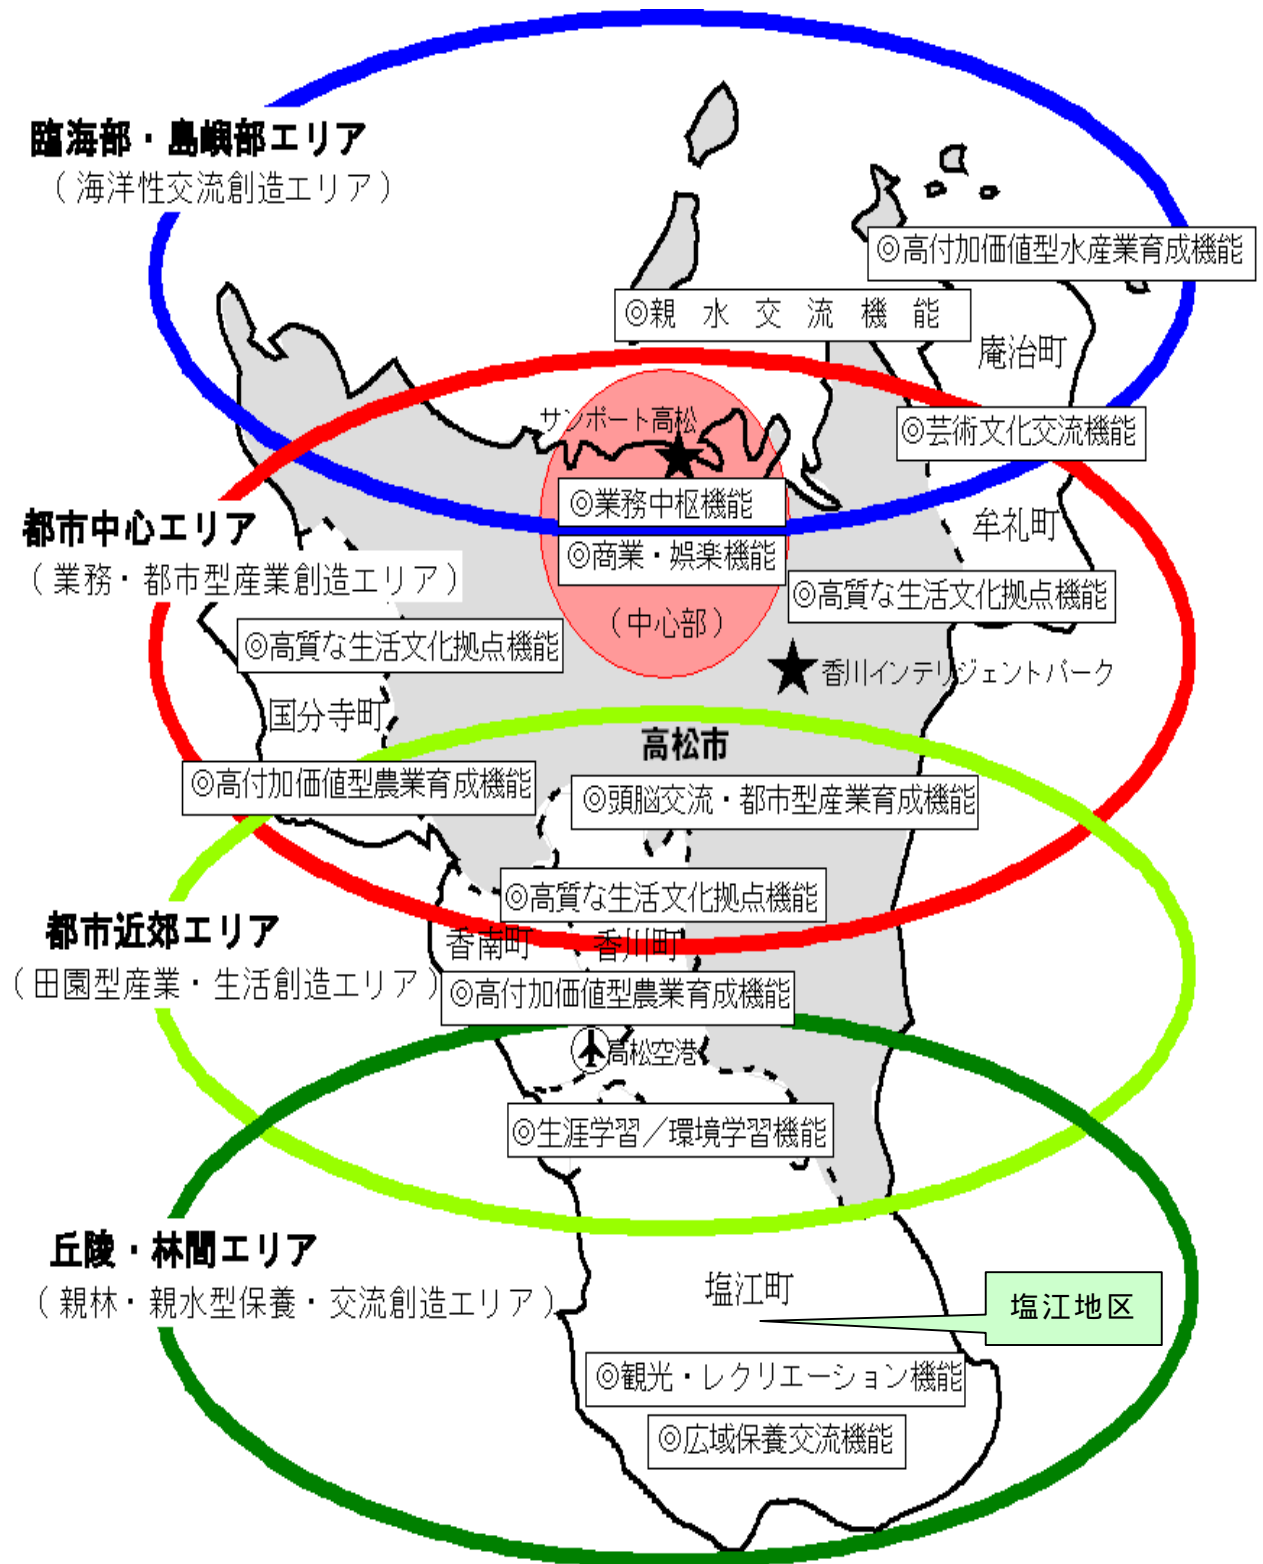 臨海部・島嶼部エリア
（海洋性交流創造エリア）
◎高付加価値型水産業育成機能
◎親水交流機能
庵治町
サンポート高松
◎芸術文化交流機能
都市中心エリア
（業務・都市型産業創造エリア）
◎業務中枢機能
◎商業・娯楽機能
（中心部）
牟礼町
◎高質な生活文化拠点機能
◎高質な生活文化拠点機能
香川インテリジェントパーク
国分寺町
高松市
◎高付加価値型農業育成機能
◎頭脳交流・都市型産業育成機能
◎高質な生活文化拠点機能
都市近郊エリア
（田園型産業・生活創造エリア）
香南町
香川町
◎高付加価値型農業育成機能
高松空港
◎生涯学習／環境学習機能
丘陵・林間エリア
（親林・親水型保養・交流創造エリア）
塩江町
塩江地区
◎観光・レクリエーション機能
◎広域保養交流機能